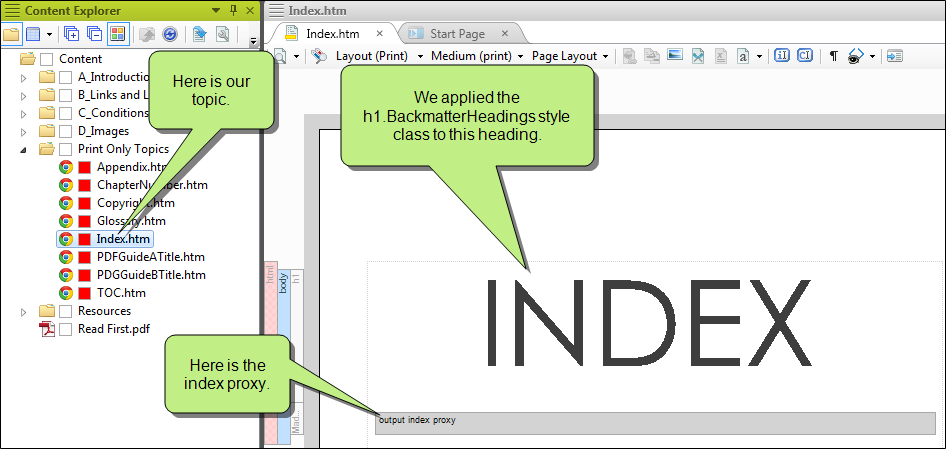 Content Explorer
Index.htm
Index.htm
Start Page
Layout (Print)
Medium (print)
Page Layout
Content
A_Introduction
B_Links and L
C_Conditions
D_Images
Print Only Topics
Appendix.htm
ChapterNumber.htm
Copyright.htm
Glossary.htm
Index.htm
PDFGuideATitle.htm
PDGGuideBTitle.htm
TOC.htm
Resources
Read First.pdf
Here is our
topic.
We applied the
h1.BackmatterHeadings style
class to this heading.
html
body
h1
INDEX
Here is the
index proxy.
Mad...
output index proxy